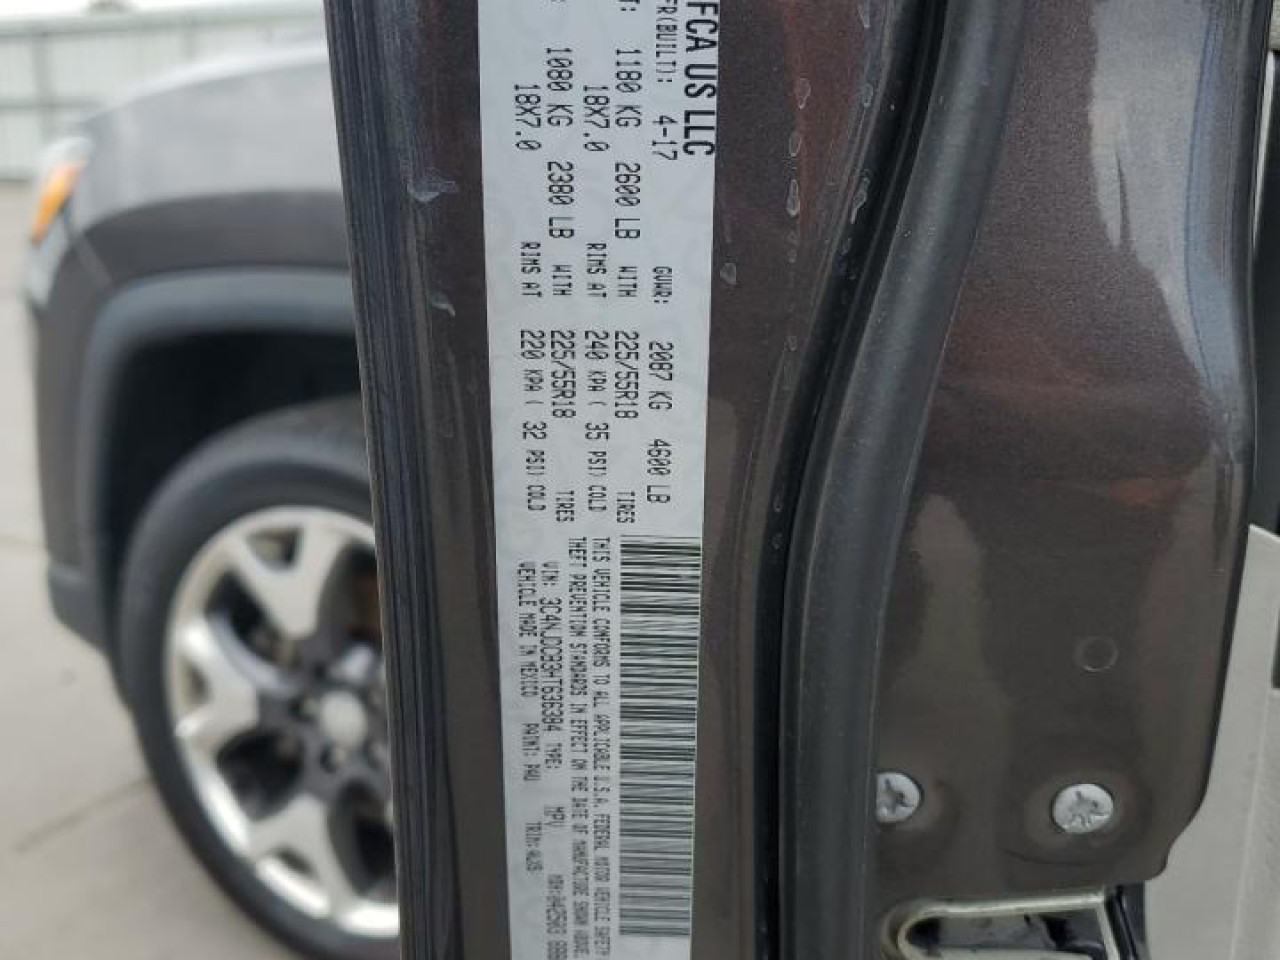 FCA US LLC
FR(BUILT): 4-17 GVWR: 2087 KG 4600 LB
T: 1180 KG 2600 LB WITH 225/55R18 TIRES
18X7.0 RIMS AT 240 KPA( 35 PSI) COLD
: 1080 KG 2380 LB WITH 225/55R18 TIRES
18X7.0 RIMS AT 220 KPA( 32 PSI) COLD
THIS VEHICLE CONFORMS TO ALL APPLICABLE U.S.A. FEDERAL MOTOR VEHICLE SAFETY
THEFT PREVENTION STANDARDS IN EFFECT ON THE DATE OF MANUFACTURE SHOWN ABOVE.
VIN: 3C4NJDCB3HT636384 TYPE: MPV
VEHICLE MADE IN MEXICO PAINT: PAU